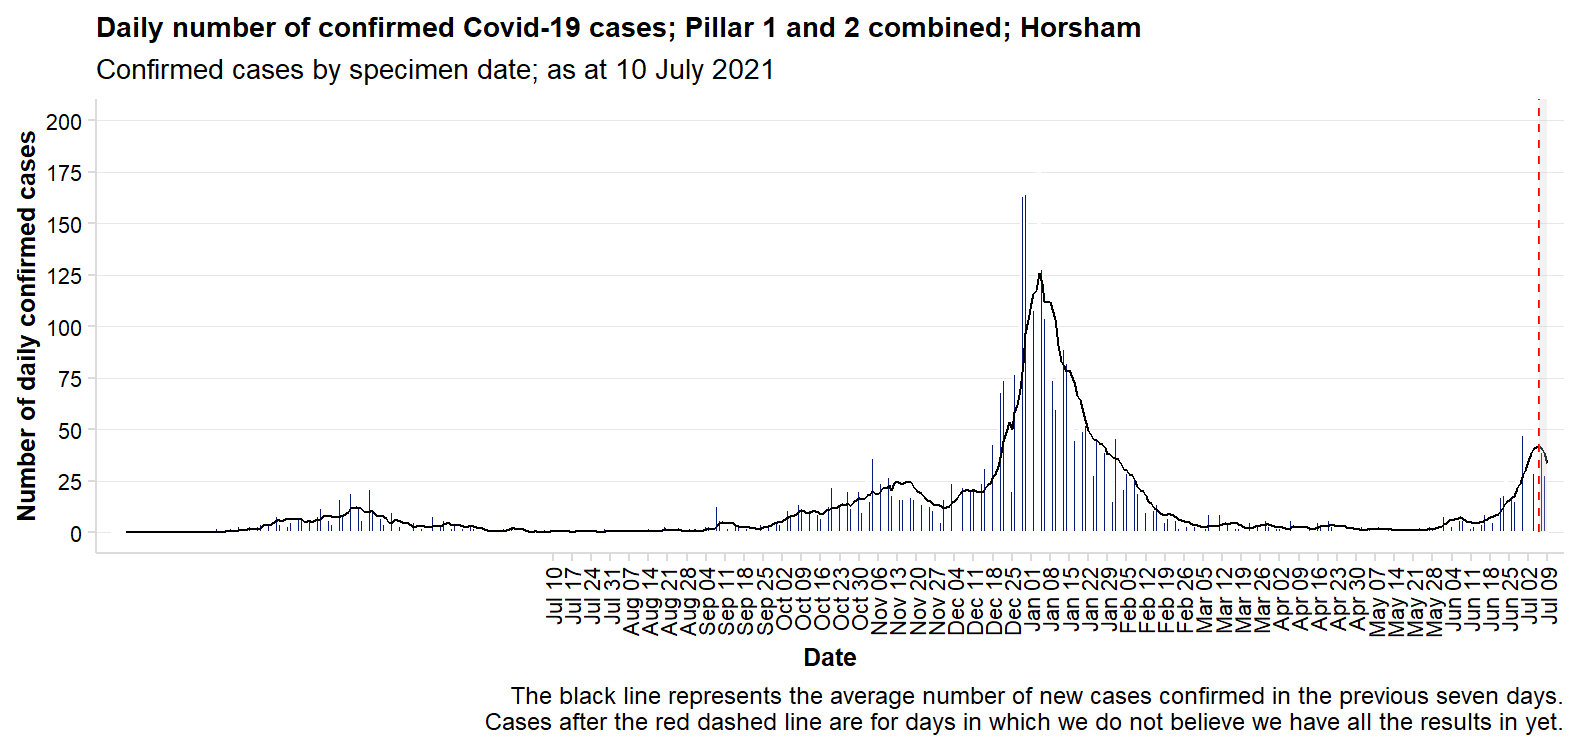 Daily number of confirmed Covid-19 cases; Pillar 1 and 2 combined; Horsham
Confirmed cases by specimen date; as at 10 July 2021
Number of daily confirmed cases
200
175
150
125
100
75
50
25
0
Jul 10
Jul 17
Jul 24
Jul 31
Aug 07
Aug 14
Aug 21
Aug 28
Sep 04
Sep 11
Sep 18
Sep 25
Oct 02
Oct 09
Oct 16
Oct 23
Oct 30
Nov 06
Nov 13
Nov 20
Nov 27
Dec 04
Dec 11
Dec 18
Dec 25
Jan 01
Jan 08
Jan 15
Jan 22
Jan 29
Feb 05
Feb 12
Feb 19
Feb 26
Mar 05
Mar 12
Mar 19
Mar 26
Apr 02
Apr 09
Apr 16
Apr 23
Apr 30
May 07
May 14
May 21
May 28
Jun 04
Jun 11
Jun 18
Jun 25
Jul 02
Jul 09
Date
The black line represents the average number of new cases confirmed in the previous seven days.
Cases after the red dashed line are for days in which we do not believe we have all the results in yet.